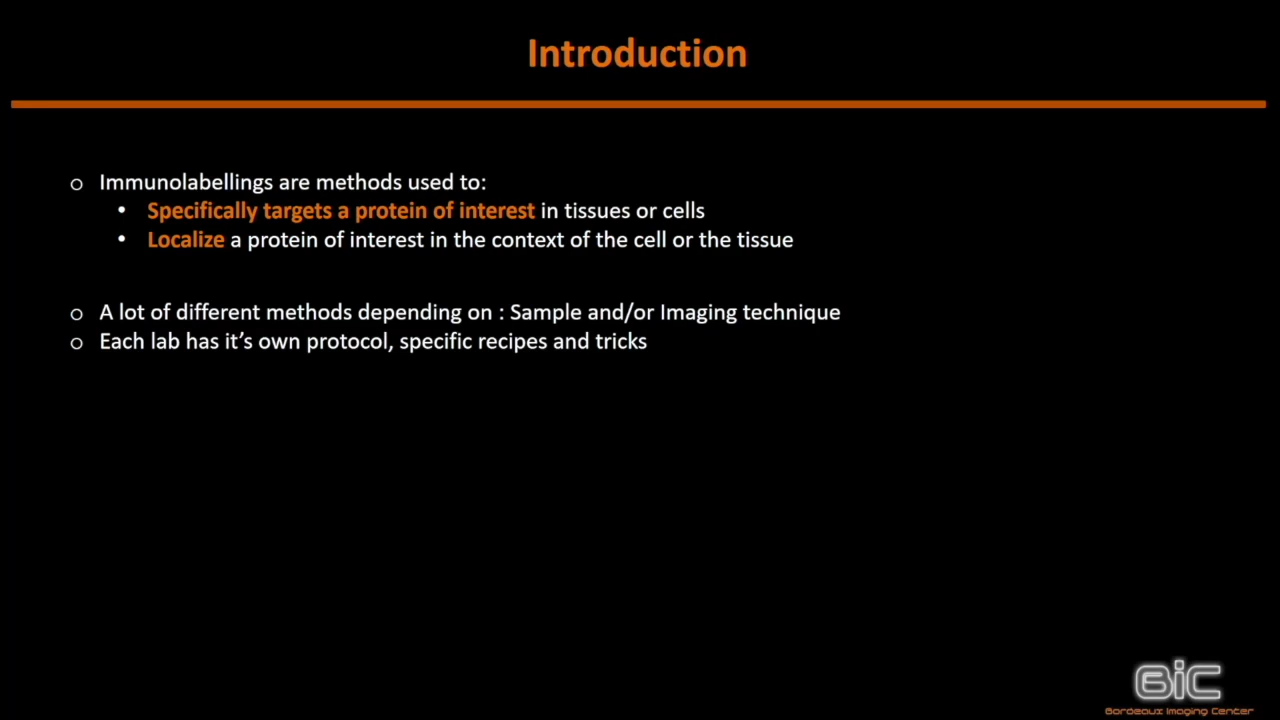 Introduction
o Immunolabellings are methods used to:
• Specifically targets a protein of interest in tissues or cells
• Localize a protein of interest in the context of the cell or the tissue
o A lot of different methods depending on : Sample and/or Imaging technique
o Each lab has it’s own protocol, specific recipes and tricks
BiC
Bordeaux Imaging Center